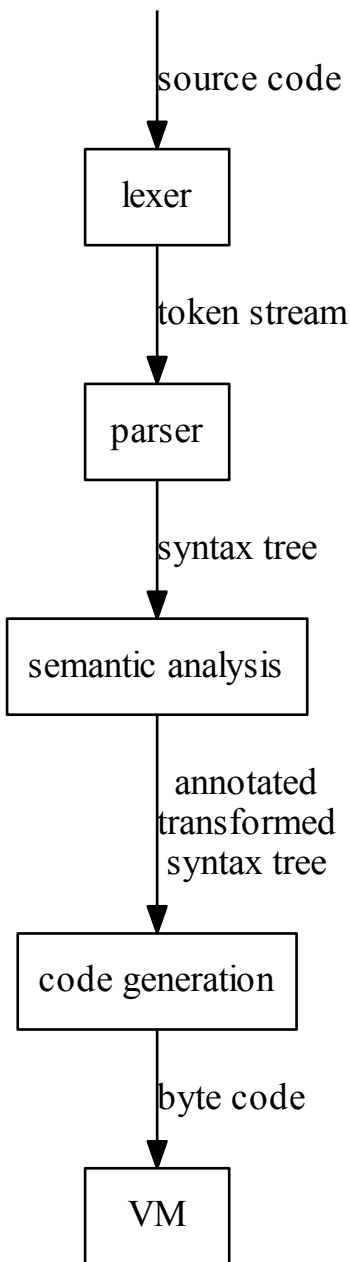 source code
lexer
token stream
parser
syntax tree
semantic analysis
annotated
transformed
syntax tree
code generation
byte code
VM